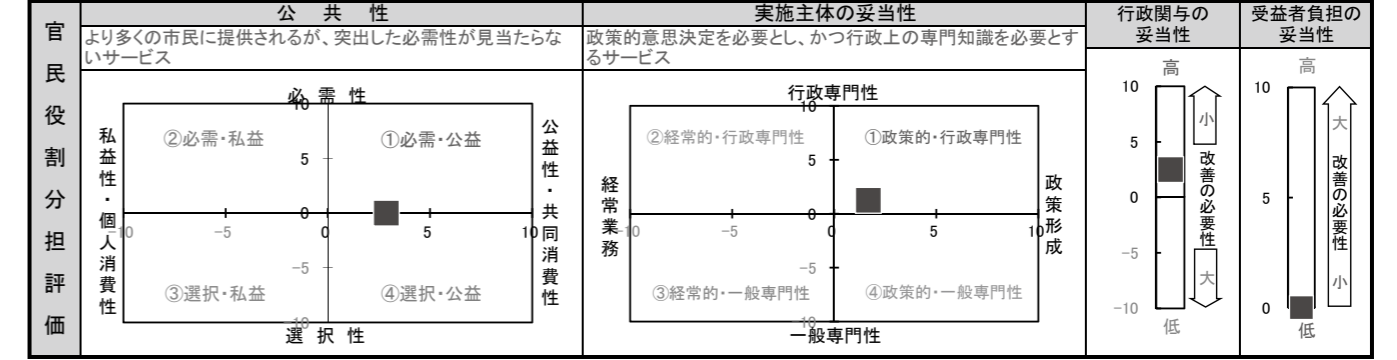 官民役割分担評価
公共性
より多くの市民に提供されるが、突出した必需性が見当たらな
いサービス
必需性
10
②必需・私益
①必需・公益
5
私益性・個人消費性
公益性・共同消費性
0
-10
-5
0
5
10
-5
③選択・私益
④選択・公益
-10
選択性
実施主体の妥当性
政策的意思決定を必要とし、かつ行政上の専門知識を必要とす
るサービス
行政専門性
10
②経常的・行政専門性
①政策的・行政専門性
5
経常業務
政策形成
0
-10
-5
0
5
10
-5
③経常的・一般専門性
④政策的・一般専門性
-10
一般専門性
行政関与の
妥当性
高
10
小
5
改善の必要性
0
-5
大
-10
低
受益者負担の
妥当性
高
10
大
改善の必要性
5
小
0
低